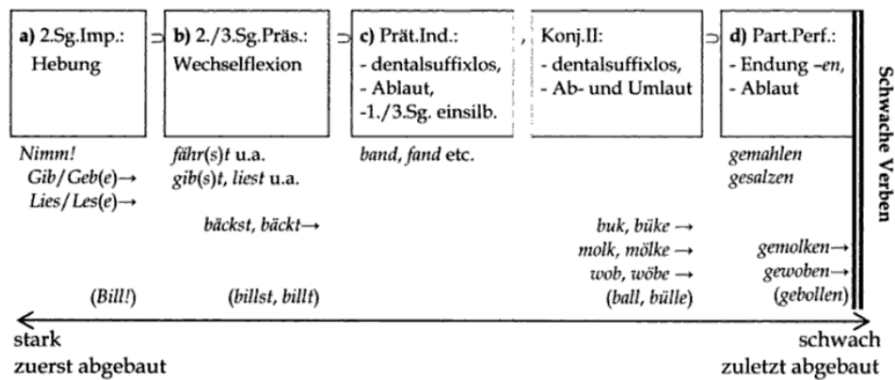 a) 2.Sg.Imp.: ⊃ b) 2./3.Sg.Präs.: ⊃ c) Prät.Ind.: , Konj.II: ⊃ d) Part.Perf.:
Hebung Wechselflexion - dentalsuffixlos, - dentalsuffixlos, - Endung –en,
- Ablaut, - Ab- und Umlaut - Ablaut
-1./3.Sg. einsilb.
Nimm! fähr(s)t u.a. band, fand etc. gemahlen
Gib/Geb(e)→ gib(s)t, liest u.a. gesalzen
Lies/Les(e)→
bäckst, bäckt→ buk, büke →
molk, mölke → gemolken→
wob, wöbe → gewoben→
(Bill!) (billst, billt) (ball, bülle) (gebollen)
Schwache Verben
stark schwach
zuerst abgebaut zuletzt abgebaut